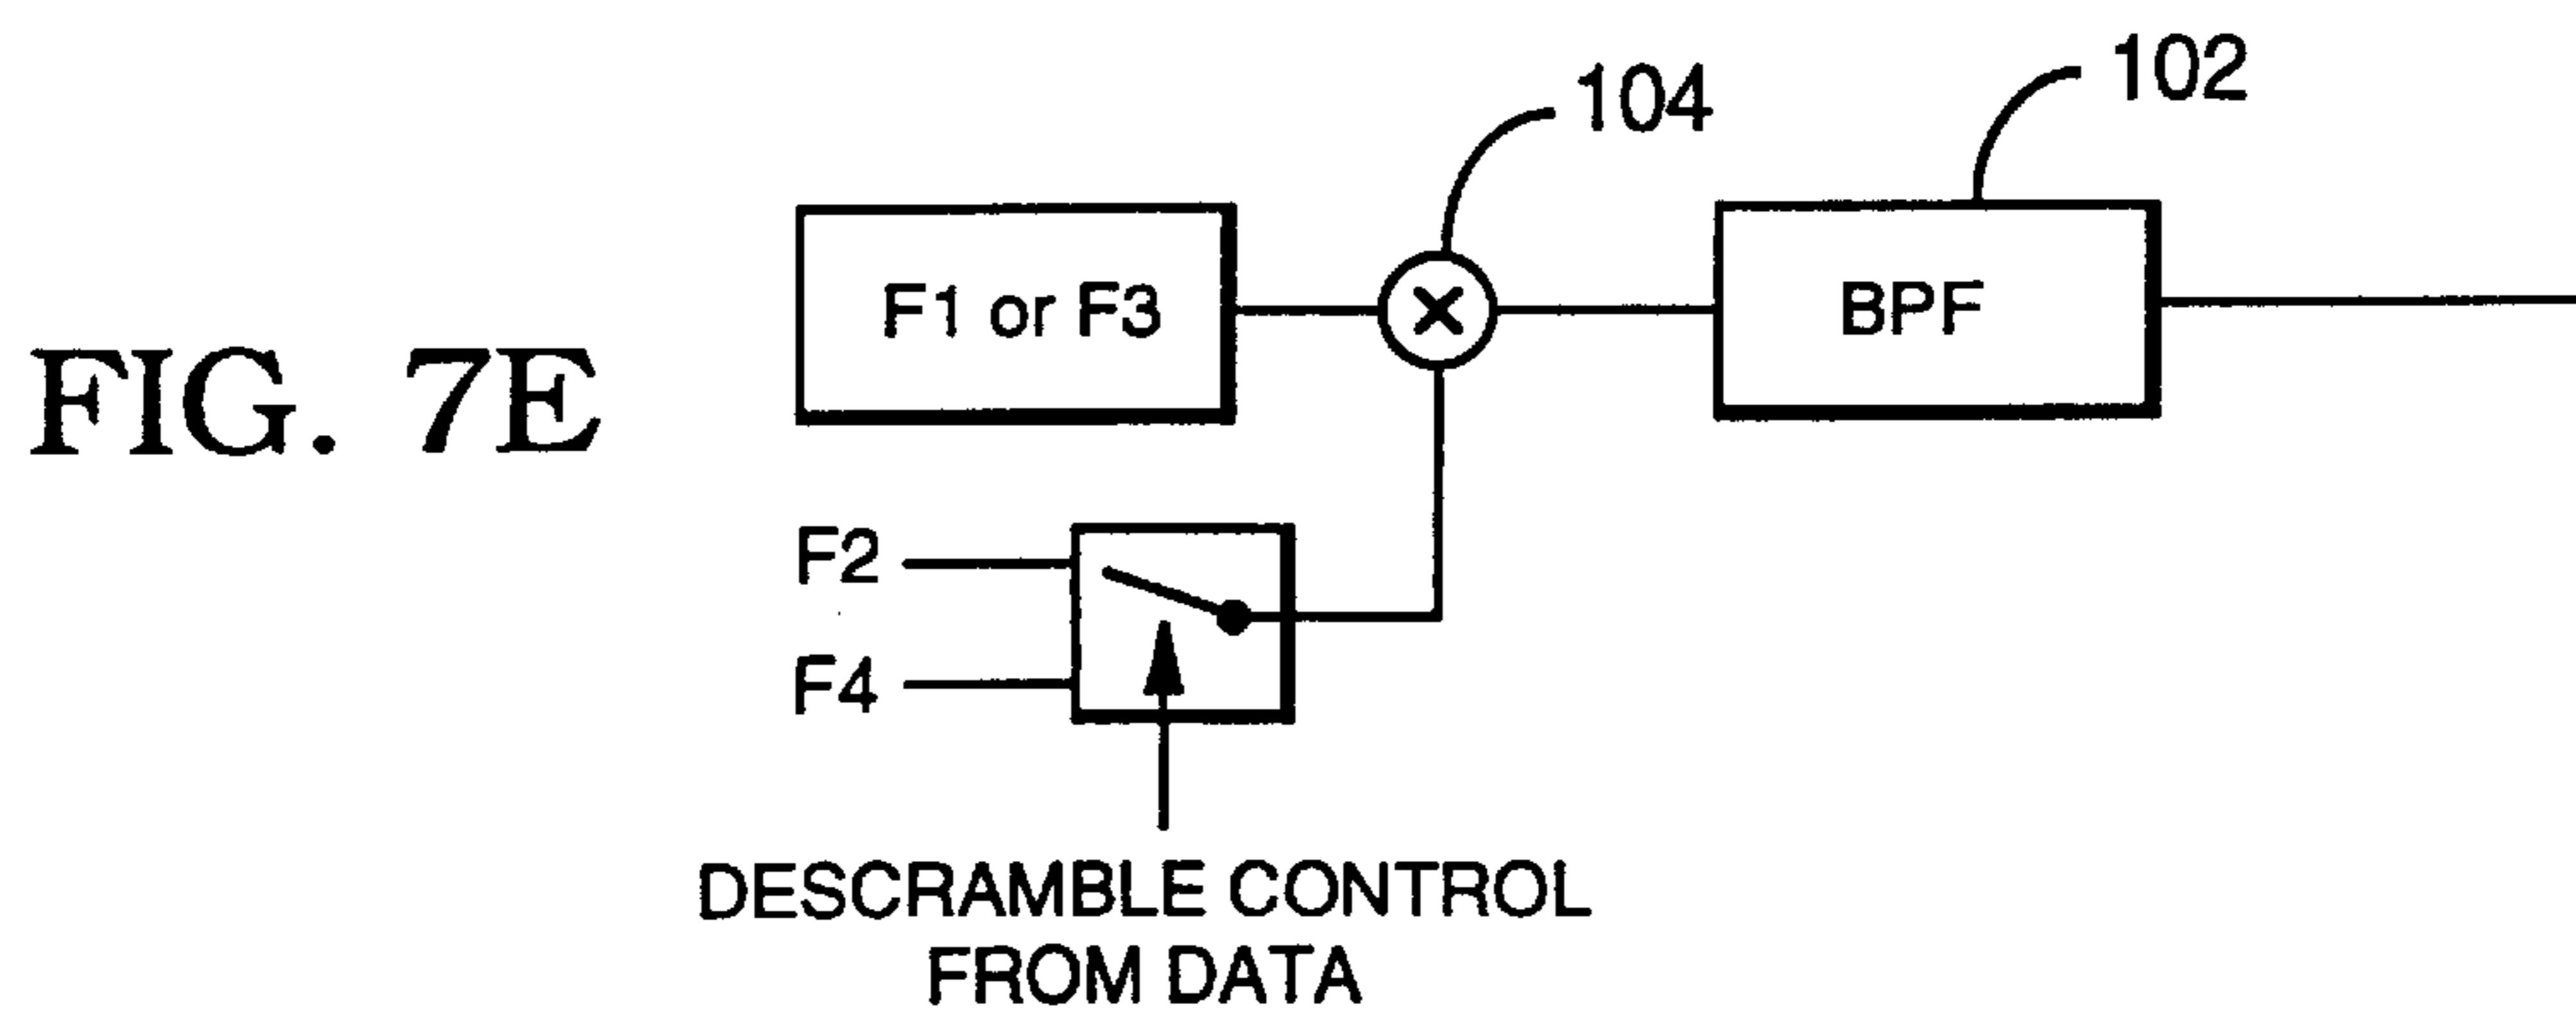 104
102
F1 or F3
BPF
FIG. 7E
F2
F4
DESCRAMBLE CONTROL
FROM DATA